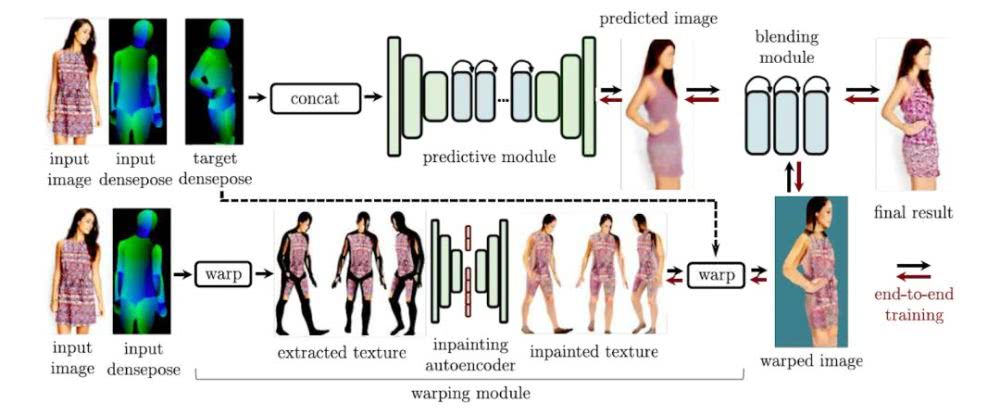 predicted image
blending
module
concat
...
input
image
input
densepose
target
densepose
predictive module
final result
warp
warp
end-to-end
training
input
image
input
densepose
extracted texture
inpainting
autoencoder
inpainted texture
warped image
warping module